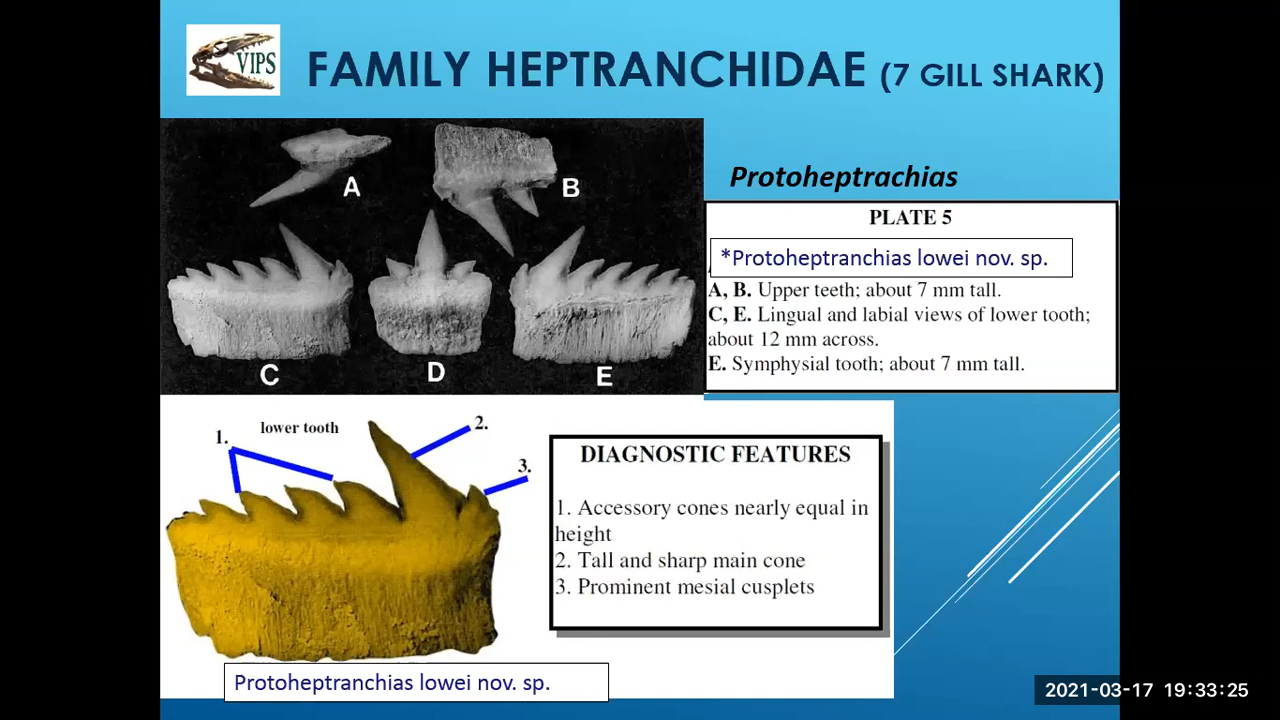 VIPS
FAMILY HEPTRANCHIDAE (7 GILL SHARK)
A
B
C
D
E
Protoheptrachias
PLATE 5
*Protoheptranchias lowei nov. sp.
A, B. Upper teeth; about 7 mm tall.
C, E. Lingual and labial views of lower tooth;
about 12 mm across.
E. Symphysial tooth; about 7 mm tall.
1.
lower tooth
2.
3.
DIAGNOSTIC FEATURES
1. Accessory cones nearly equal in
height
2. Tall and sharp main cone
3. Prominent mesial cusplets
Protoheptranchias lowei nov. sp.
2021-03-17 19:33:25